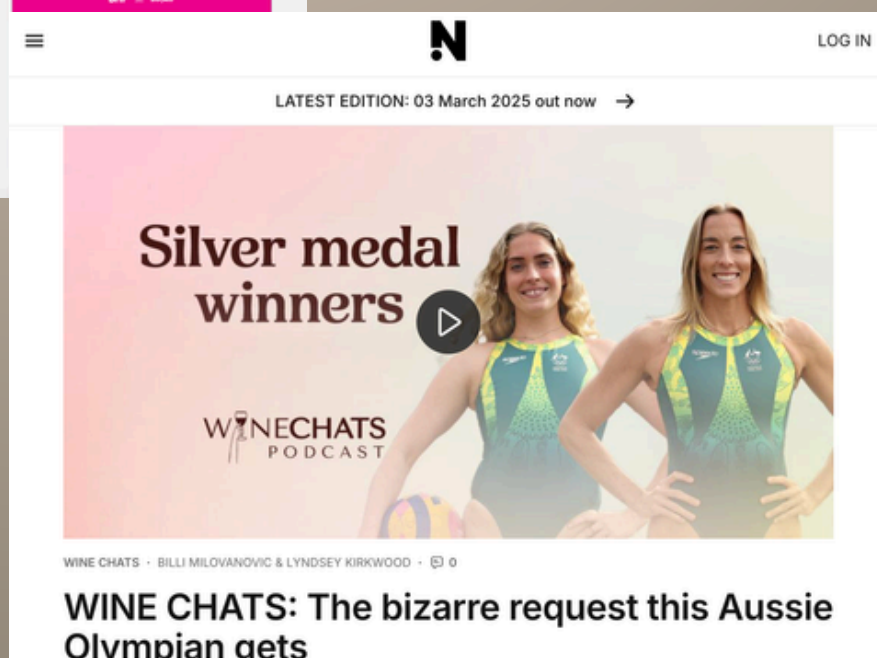 N
LOG IN
LATEST EDITION: 03 March 2025 out now →
Silver medal
winners
WINECHATS
PODCAST
WINE CHATS · BILLI MILOVANOVIC & LYNDSEY KIRKWOOD · 0
WINE CHATS: The bizarre request this Aussie
Olympian gets